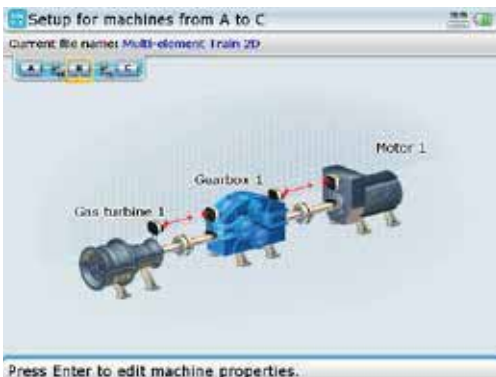 Setup for machines from A to C
Current file name: Multi-element Train 2D
A B C
Motor 1
Gearbox 1
Gas turbine 1
Press Enter to edit machine properties.